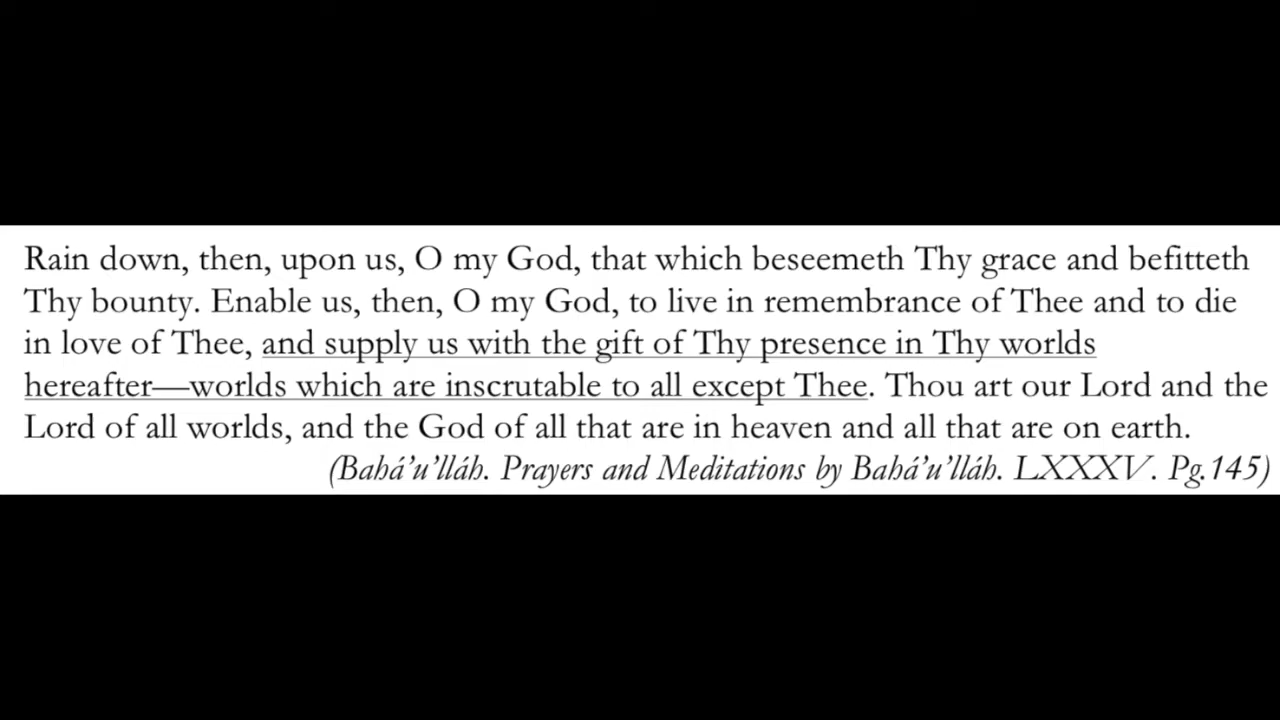 Rain down, then, upon us, O my God, that which beseemeth Thy grace and befitteth
Thy bounty. Enable us, then, O my God, to live in remembrance of Thee and to die
in love of Thee, and supply us with the gift of Thy presence in Thy worlds
hereafter—worlds which are inscrutable to all except Thee. Thou art our Lord and the
Lord of all worlds, and the God of all that are in heaven and all that are on earth.
(Bahá’u’lláh. Prayers and Meditations by Bahá’u’lláh. LXXXV. Pg.145)